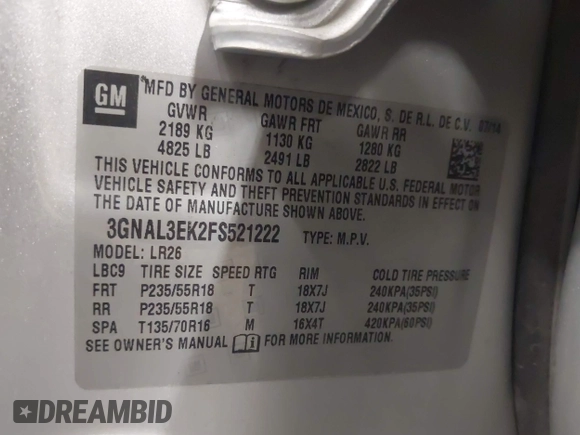 GM
MFD BY GENERAL MOTORS DE MEXICO, S. DE R.L. DE C.V. 07/14
GVWR GAWR FRT GAWR RR
2189 KG 1130 KG 1280 KG
4825 LB 2491 LB 2822 LB
THIS VEHICLE CONFORMS TO ALL APPLICABLE U.S. FEDERAL MOTOR
VEHICLE SAFETY AND THEFT PREVENTION STANDARDS IN EFFECT ON
THE DATE OF MANUFACTURE SHOWN ABOVE.
3GNAL3EK2FS521222 TYPE: M.P.V.
MODEL: LR26
LBC9 TIRE SIZE SPEED RTG RIM COLD TIRE PRESSURE
FRT P235/55R18 T 18X7J 240KPA(35PSI)
RR P235/55R18 T 18X7J 240KPA(35PSI)
SPA T135/70R16 M 16X4T 420KPA(60PSI)
SEE OWNER'S MANUAL FOR MORE INFORMATION.
DREAMBID